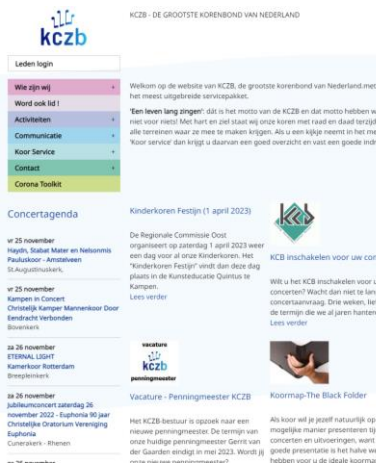 kczb
KCZB - DE GROOTSTE KORENBOND VAN NEDERLAND
Leden login
Wie zijn wij +
Word ook lid !
Activiteiten +
Communicatie +
Koor Service +
Contact +
Corona Toolkit
Welkom op de website van KCZB, de grootste korenbond van Nederland.met
het meest uitgebreide servicepakket.
'Een leven lang zingen': dát is het motto van de KCZB en dat motto hebben w
niet voor niets! Met hart en ziel staat wij onze koren met raad en daad terzijd
alle terreinen waar ze mee te maken krijgen. Als u een kijkje neemt in het me
'Koor service' dan krijgt u daarvan een goed overzicht en vast een goede indr
Concertagenda
vr 25 november
Haydn, Stabat Mater en Nelsonmis
Pauluskoor - Amstelveen
St.Augustinuskerk,
vr 25 november
Kampen in Concert
Christelijk Kamper Mannenkoor Door
Eendracht Verbonden
Bovenkerk
za 26 november
ETERNAL LIGHT
Kamerkoor Rotterdam
Breepleinkerk
za 26 november
Jubileumconcert zaterdag 26
november 2022 - Euphonia 90 jaar
Christelijke Oratorium Vereniging
Euphonia
Cunerakerk - Rhenen
za 26 november
Kinderkoren Festijn (1 april 2023)
De Regionale Commissie Oost
organiseert op zaterdag 1 april 2023 weer
een dag voor al onze Kinderkoren. Het
"Kinderkoren Festijn" vindt dan deze dag
plaats in de Kunsteducatie Quintus te
Kampen.
Lees verder
kcb
KCB inschakelen voor uw con
Wilt u het KCB inschakelen voor u
concerten? Wacht dan niet te lan
concertaanvraag. Drie weken, lie
de termijn die we al jaren hante
Lees verder
vacature
kczb
penningmeester
Vacature - Penningmeester KCZB
Het KCZB-bestuur is opzoek naar een
nieuwe penningmeester. De termijn van
onze huidige penningmeester Gerrit van
der Gaarden eindigt in mei 2023. Wordt jij
onze nieuwe penningmeester?
Koormap-The Black Folder
Als koor wil je jezelf natuurlijk op
mogelijke manier presenteren tij
concerten en uitvoeringen, want
goede presentatie is het halve we
hebben voor u de ideale koormap